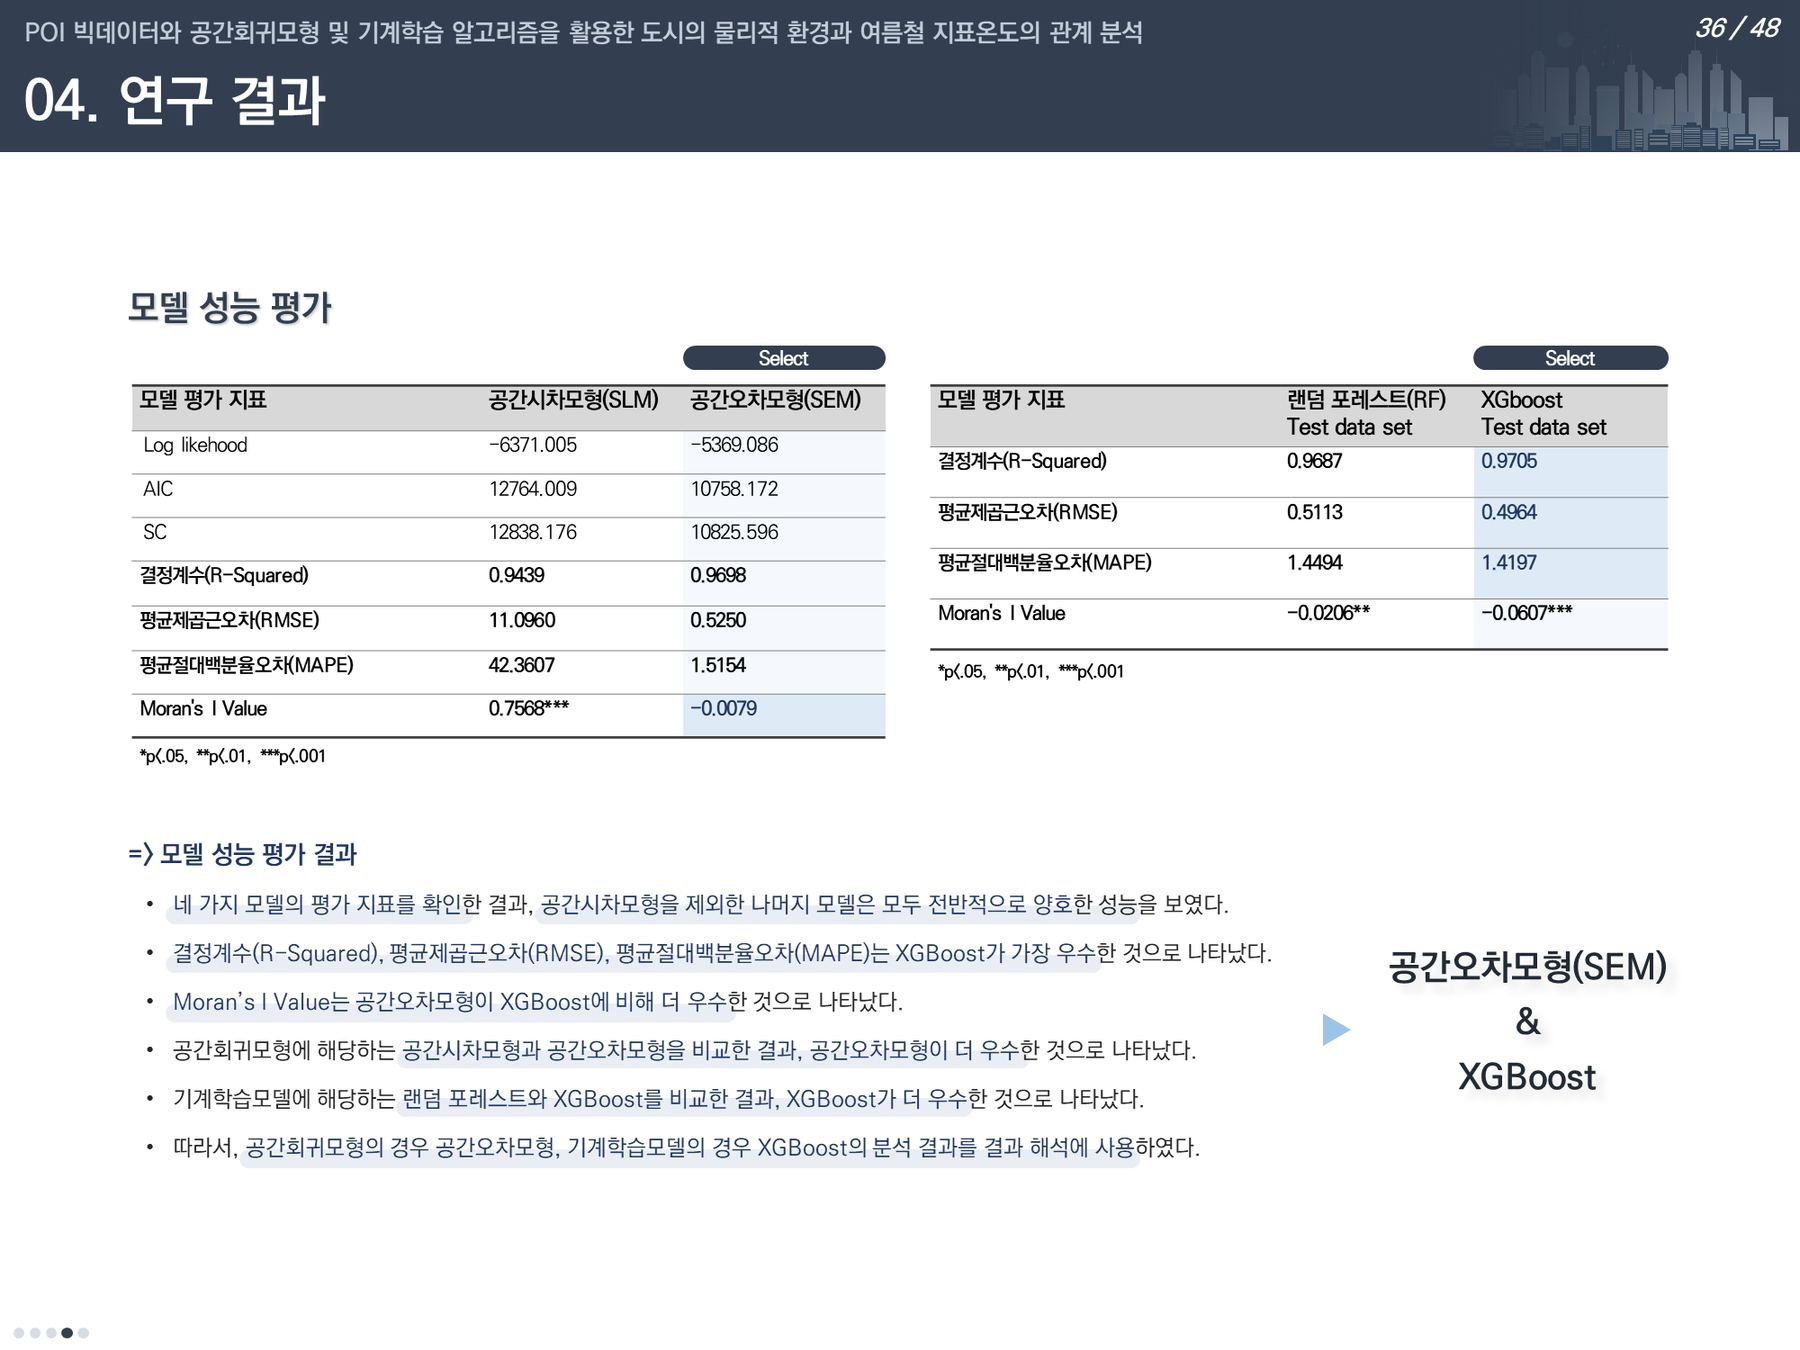 POI 빅데이터와 공간회귀모형 및 기계학습 알고리즘을 활용한 도시의 물리적 환경과 여름철 지표온도의 관계 분석
36 / 48
04. 연구 결과
모델 성능 평가
Select
모델 평가 지표 공간시차모형(SLM) 공간오차모형(SEM)
Log likehood -6371.005 -5369.086
AIC 12764.009 10758.172
SC 12838.176 10825.596
결정계수(R-Squared) 0.9439 0.9698
평균제곱근오차(RMSE) 11.0960 0.5250
평균절대백분율오차(MAPE) 42.3607 1.5154
Moran's I Value 0.7568*** -0.0079
*p<.05, **p<.01, ***p<.001
Select
모델 평가 지표 랜덤 포레스트(RF) XGboost
Test data set Test data set
결정계수(R-Squared) 0.9687 0.9705
평균제곱근오차(RMSE) 0.5113 0.4964
평균절대백분율오차(MAPE) 1.4494 1.4197
Moran's I Value -0.0206** -0.0607***
*p<.05, **p<.01, ***p<.001
=> 모델 성능 평가 결과
• 네 가지 모델의 평가 지표를 확인한 결과, 공간시차모형을 제외한 나머지 모델은 모두 전반적으로 양호한 성능을 보였다.
• 결정계수(R-Squared), 평균제곱근오차(RMSE), 평균절대백분율오차(MAPE)는 XGBoost가 가장 우수한 것으로 나타났다.
• Moran's I Value는 공간오차모형이 XGBoost에 비해 더 우수한 것으로 나타났다.
• 공간회귀모형에 해당하는 공간시차모형과 공간오차모형을 비교한 결과, 공간오차모형이 더 우수한 것으로 나타났다.
• 기계학습모델에 해당하는 랜덤 포레스트와 XGBoost를 비교한 결과, XGBoost가 더 우수한 것으로 나타났다.
• 따라서, 공간회귀모형의 경우 공간오차모형, 기계학습모델의 경우 XGBoost의 분석 결과를 결과 해석에 사용하였다.
공간오차모형(SEM)
&
XGBoost